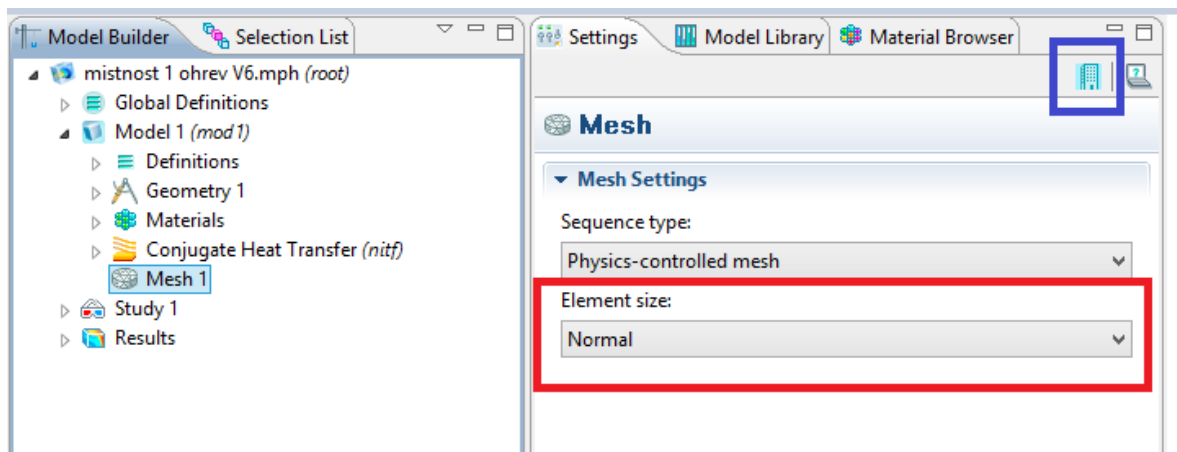 Model Builder
Selection List
mistnost 1 ohrev V6.mph (root)
Global Definitions
Model 1 (mod1)
Definitions
Geometry 1
Materials
Conjugate Heat Transfer (nitf)
Mesh 1
Study 1
Results
Settings
Model Library
Material Browser
?
Mesh
Mesh Settings
Sequence type:
Physics-controlled mesh
Element size:
Normal